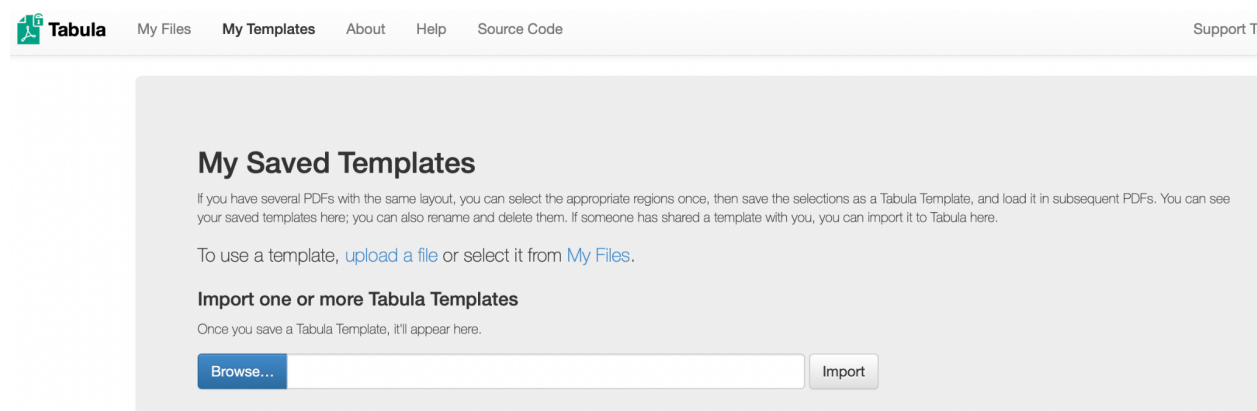 Tabula My Files My Templates About Help Source Code Support T
My Saved Templates
If you have several PDFs with the same layout, you can select the appropriate regions once, then save the selections as a Tabula Template, and load it in subsequent PDFs. You can see
your saved templates here; you can also rename and delete them. If someone has shared a template with you, you can import it to Tabula here.
To use a template, upload a file or select it from My Files.
Import one or more Tabula Templates
Once you save a Tabula Template, it'll appear here.
Browse... Import